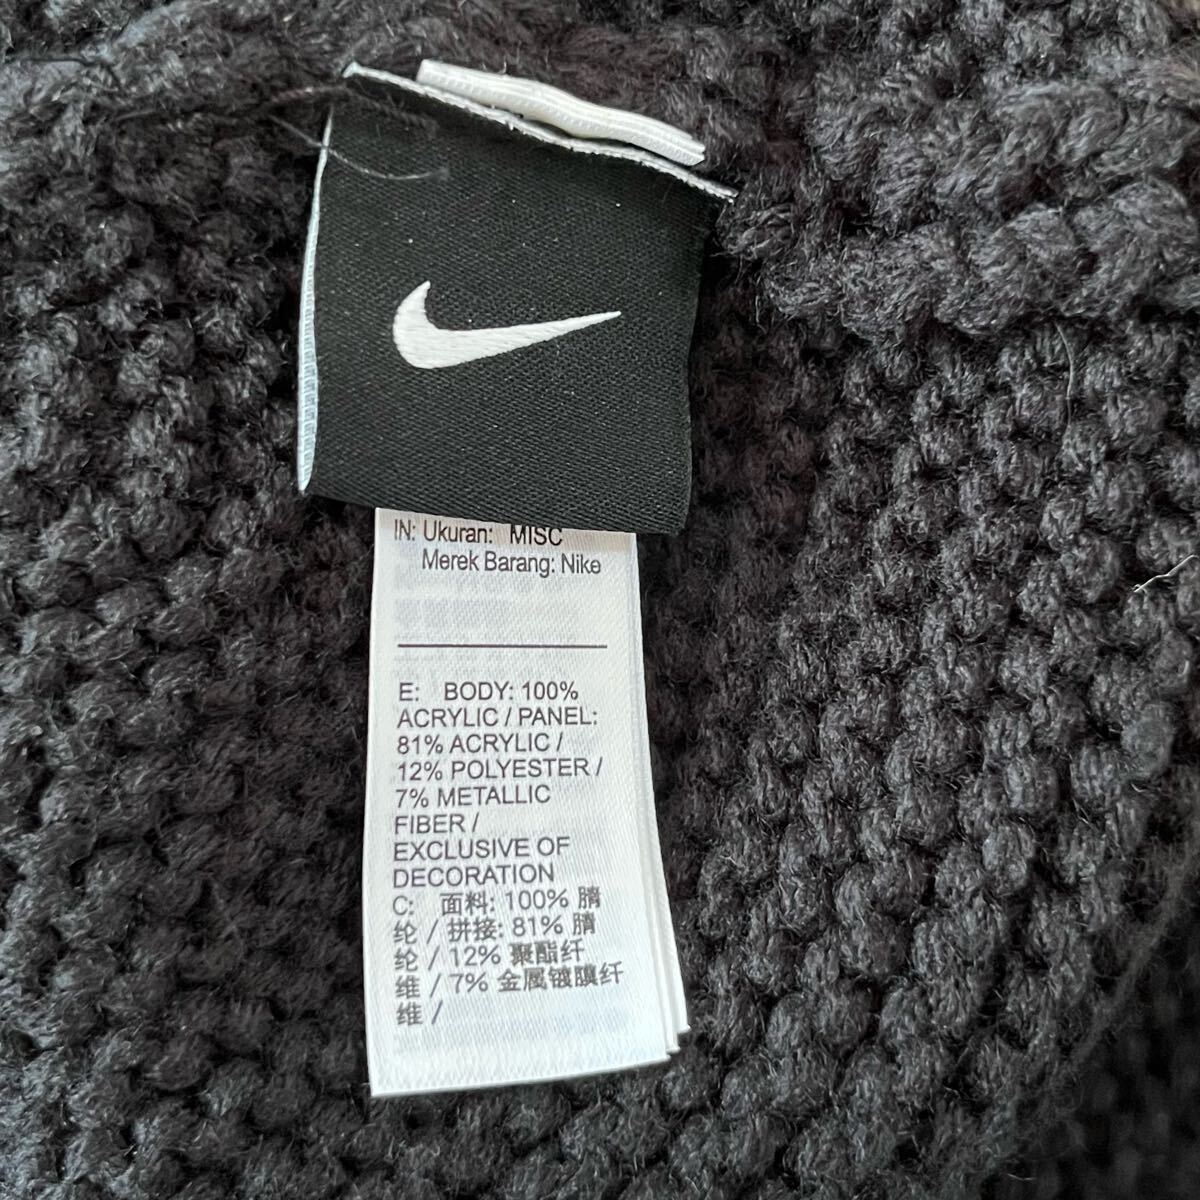 IN: Ukuran: MISC
Merek Barang: Nike
E: BODY: 100%
ACRYLIC / PANEL:
81% ACRYLIC /
12% POLYESTER /
7% METALLIC
FIBER /
EXCLUSIVE OF
DECORATION
C: 面料: 100% 腈
纶 / 拼接: 81% 腈
纶 / 12% 聚酯纤
维 / 7% 金属镀膜纤
维 /